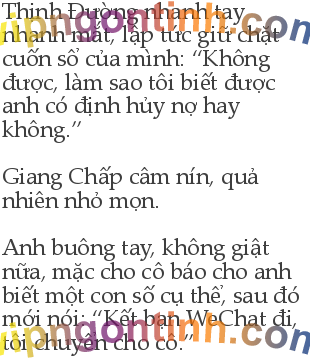 Thịnh Đường nhanh tay
nhanh mắt, lập tức giữ chặt
cuốn sổ của mình: “Không
được, làm sao tôi biết được
anh có định hủy nợ hay
không.”
Giang Chấp câm nín, quả
nhiên nhỏ mọn.
Anh buông tay, không giật
nữa, mặc cho cô báo cho anh
biết một con số cụ thể, sau đó
mới nói: “Kết bạn WeChat đi,
tôi chuyển cho cô.”
vipngontinh.com
vipngontinh.com